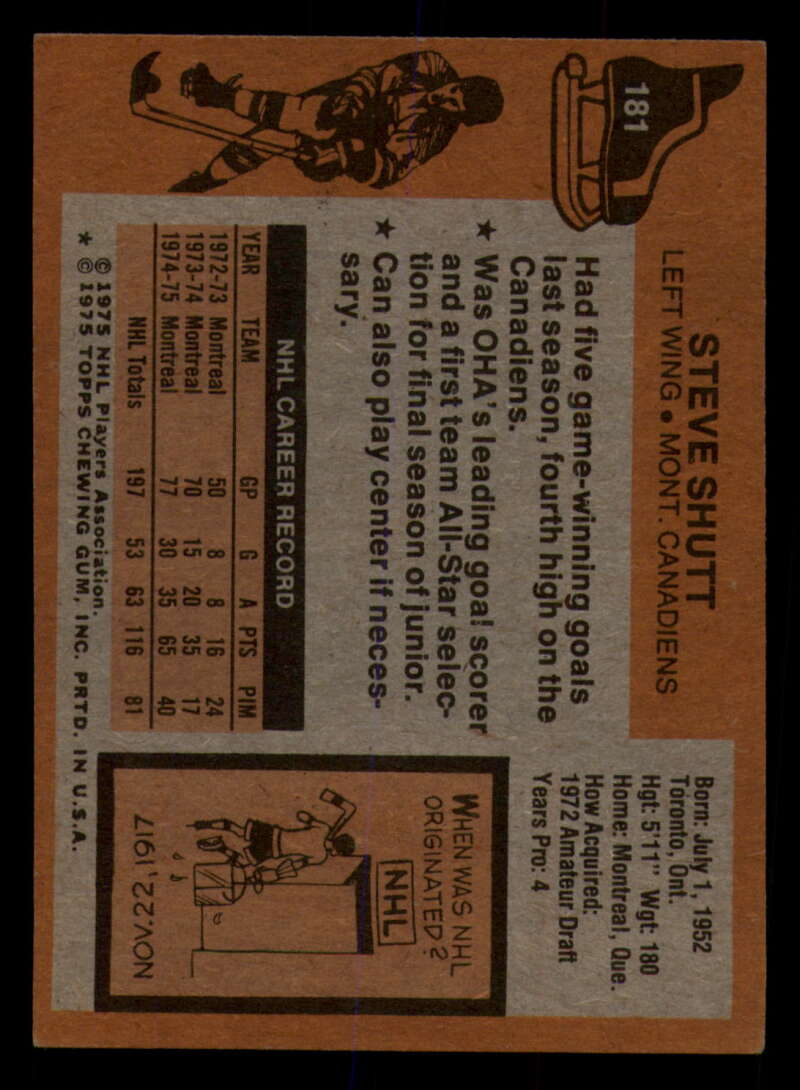 181
STEVE SHUTT
LEFT WING • MONT. CANADIENS
Had five game-winning goals
last season, fourth high on the
Canadiens.
★ Was OHA's leading goal scorer
and a first team All-Star selec-
tion for final season of junior.
★ Can also play center if neces-
sary.
NHL CAREER RECORD
YEAR TEAM GP G A PTS PIM
1972-73 Montreal 50 8 8 16 24
1973-74 Montreal 70 15 20 35 17
1974-75 Montreal 77 30 35 65 40
NHL Totals 197 53 63 116 81
© 1975 NHL Players Association.
★ © 1975 TOPPS CHEWING GUM, INC. PRTD. IN U.S.A.
Born: July 1, 1952
Toronto, Ont.
Hgt: 5'11" Wgt: 180
Home: Montreal, Que.
How Acquired:
1972 Amateur Draft
Years Pro: 4
WHEN WAS NHL
ORIGINATED?
NHL
NOV. 22, 1917